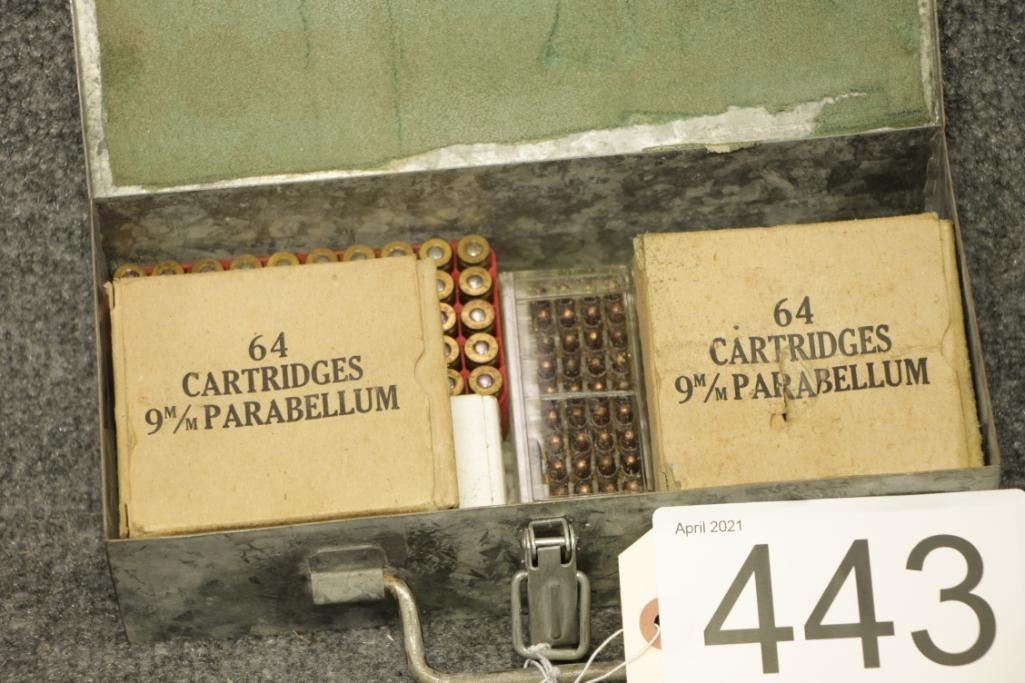 64
CARTRIDGES
9M/M PARABELLUM
64
CARTRIDGES
9M/M PARABELLUM
April 2021
443